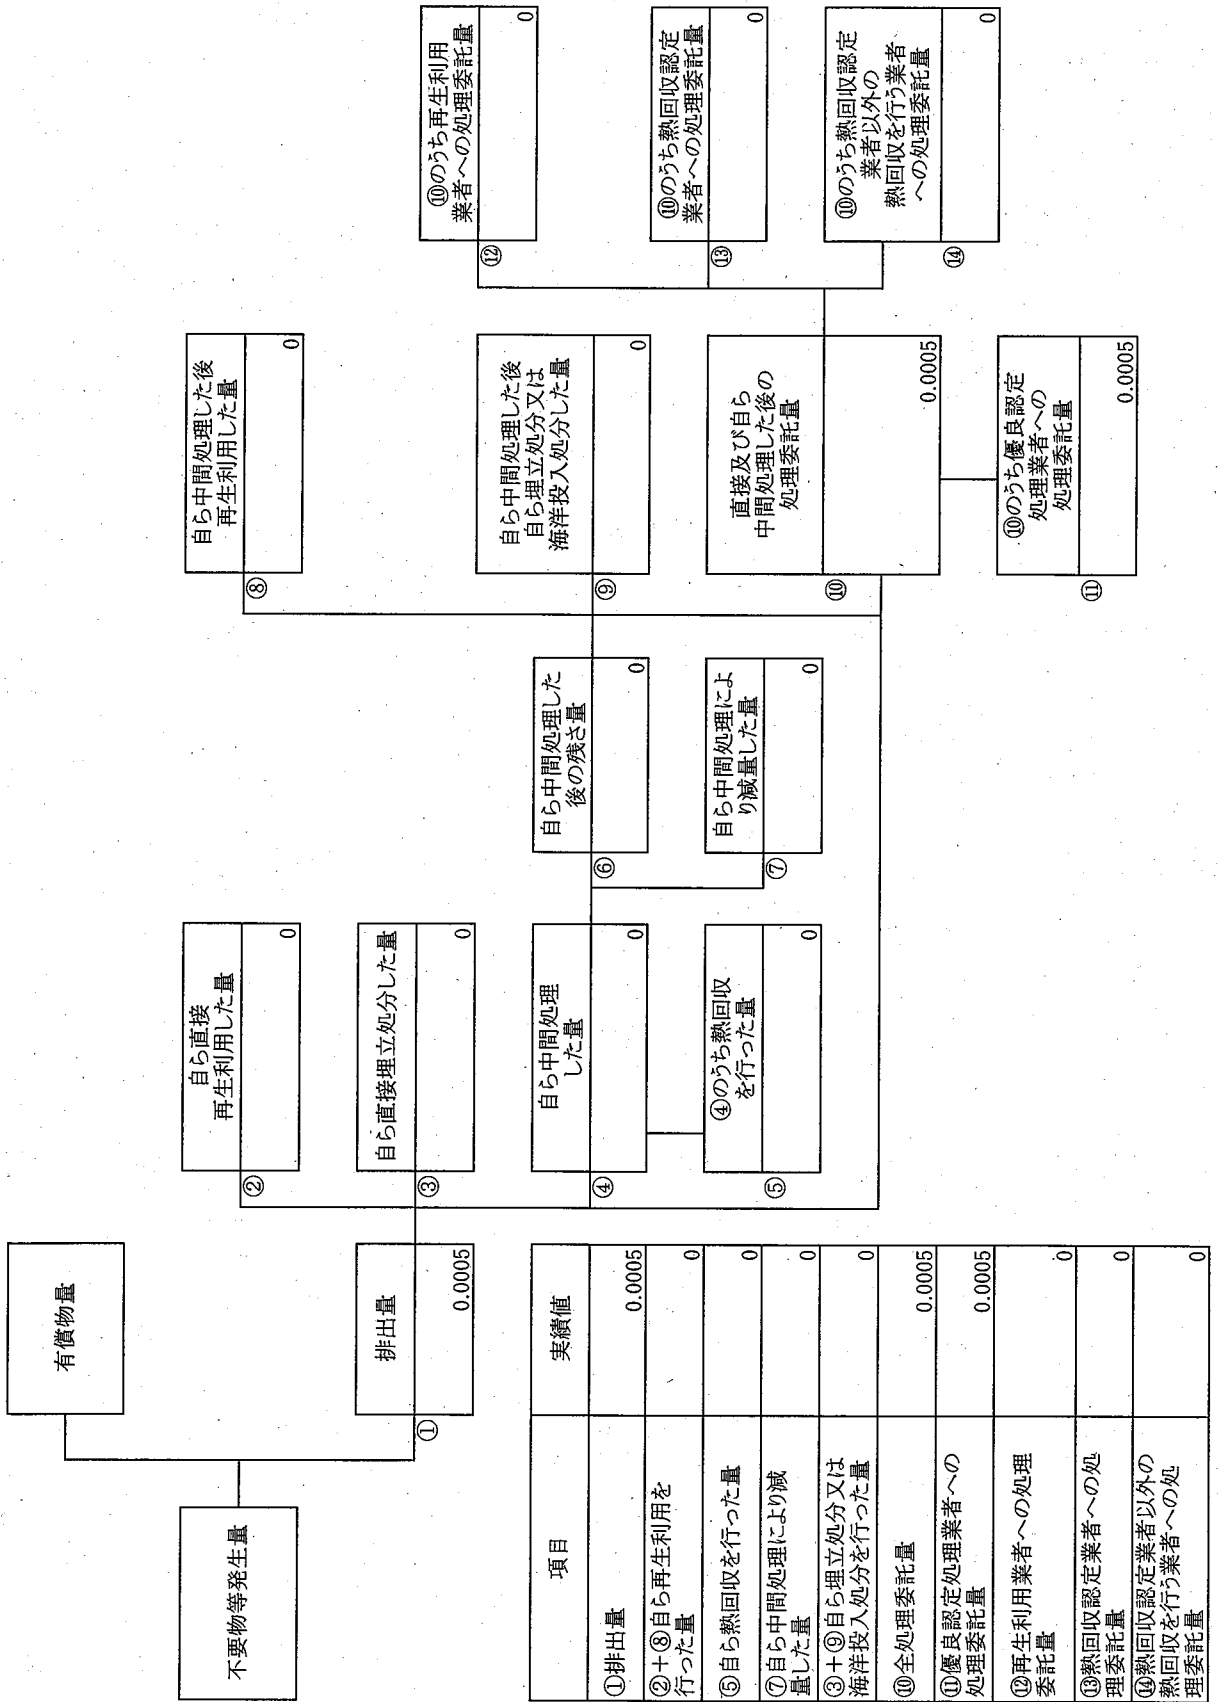 不要物等発生量
有償物量
①
排出量
0.0005
②
自ら直接
再生利用した量
0
③
自ら直接埋立処分した量
0
④
自ら中間処理
した量
0
⑤
④のうち熱回収
を行った量
0
⑥
自ら中間処理した
後の残さ量
0
⑦
自ら中間処理によ
り減量した量
0
⑧
自ら中間処理した後
再生利用した量
0
⑨
自ら中間処理した後
自ら埋立処分又は
海洋投入処分した量
0
⑩
直接及び自ら
中間処理した後の
処理委託量
0.0005
⑪
⑩のうち優良認定
処理業者への
処理委託量
0.0005
⑫
⑩のうち再生利用
業者への処理委託量
0
⑬
⑩のうち熱回収認定
業者への処理委託量
0
⑭
⑩のうち熱回収認定
業者以外の
熱回収を行う業者
への処理委託量
0
項目
実績値
①排出量
0.0005
②+⑧自ら再生利用を
行った量
0
⑤自ら熱回収を行った量
0
⑦自ら中間処理により減
量した量
0
③+⑨自ら埋立処分又は
海洋投入処分を行った量
0
⑩全処理委託量
0.0005
⑪優良認定処理業者への
処理委託量
0.0005
⑫再生利用業者への処理
委託量
0
⑬熱回収認定業者への処
理委託量
0
⑭熱回収認定業者以外の
熱回収を行う業者への処
理委託量
0